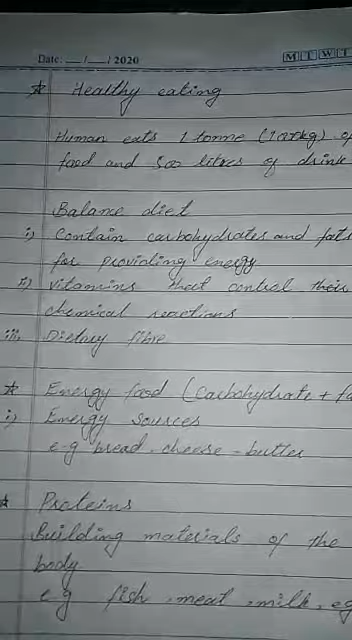 Date: __/__/2020 M T W T
* Healthy eating
Human eats 1 tonne ( kg) of
food and 500 litres of drink
Balance diet
i) Contain carbohydrates and fats
for providing energy
ii) vitamins that control their
chemical reactions
iii) Dietary fibre
* Energy food (Carbohydrate + fa
i) Energy sources
e-g bread - cheese - butter
* Proteins
Building materials of the
body
e.g fish, meat, milk, eg